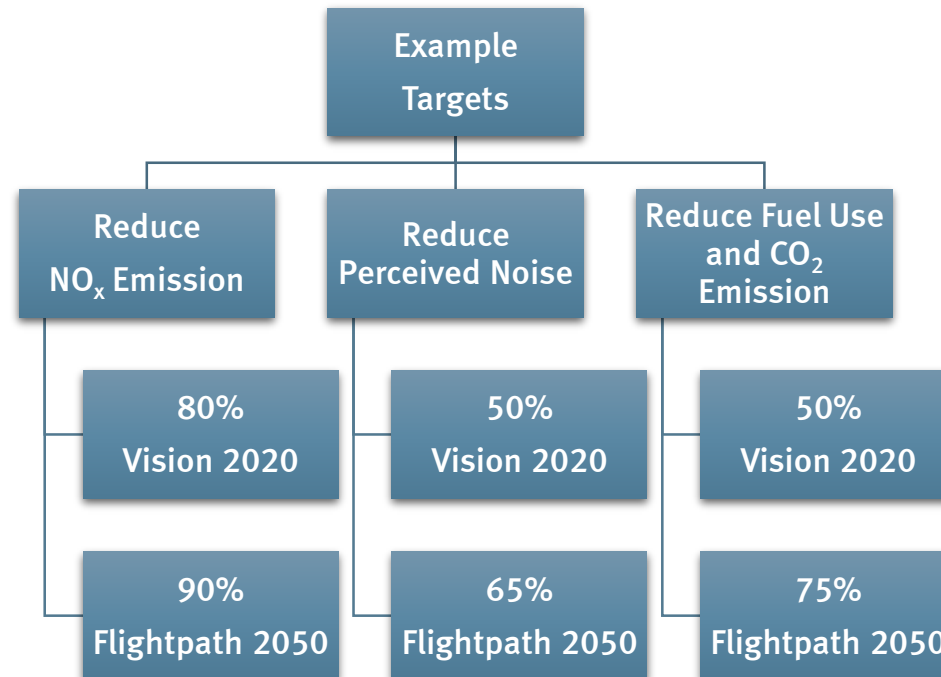 Example
Targets
Reduce
NOₓ Emission
Reduce
Perceived Noise
Reduce Fuel Use
and CO₂
Emission
80%
Vision 2020
50%
Vision 2020
50%
Vision 2020
90%
Flightpath 2050
65%
Flightpath 2050
75%
Flightpath 2050